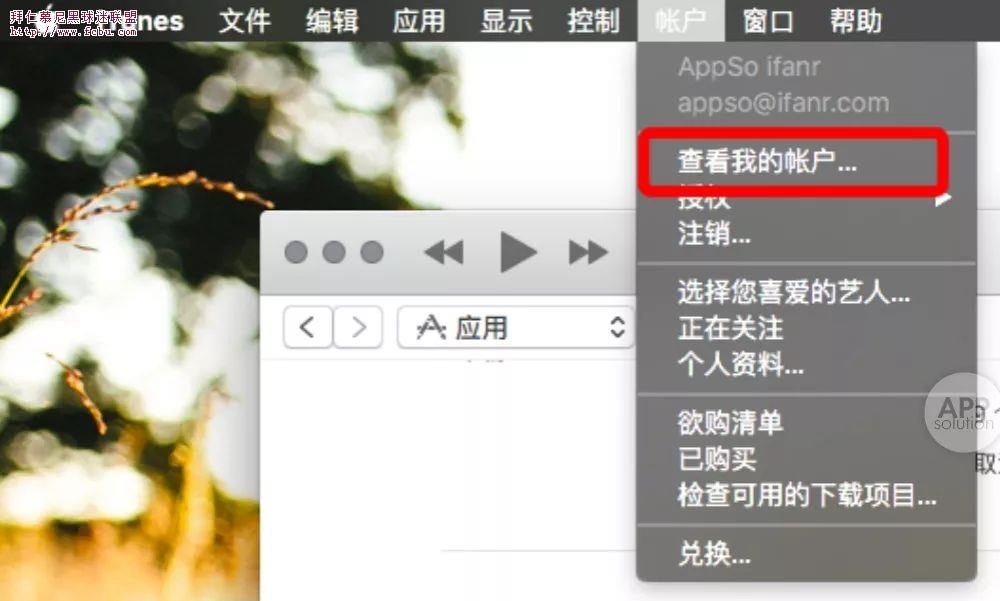 拜仁慕尼黑球迷联盟
http://www.fcbu.com
iTunes 文件 编辑 应用 显示 控制 帐户 窗口 帮助
AppSo ifanr
appso@ifanr.com
查看我的帐户...
授权
注销...
应用
选择您喜爱的艺人...
正在关注
个人资料...
欲购清单
已购买
检查可用的下载项目...
兑换...
APP
solution